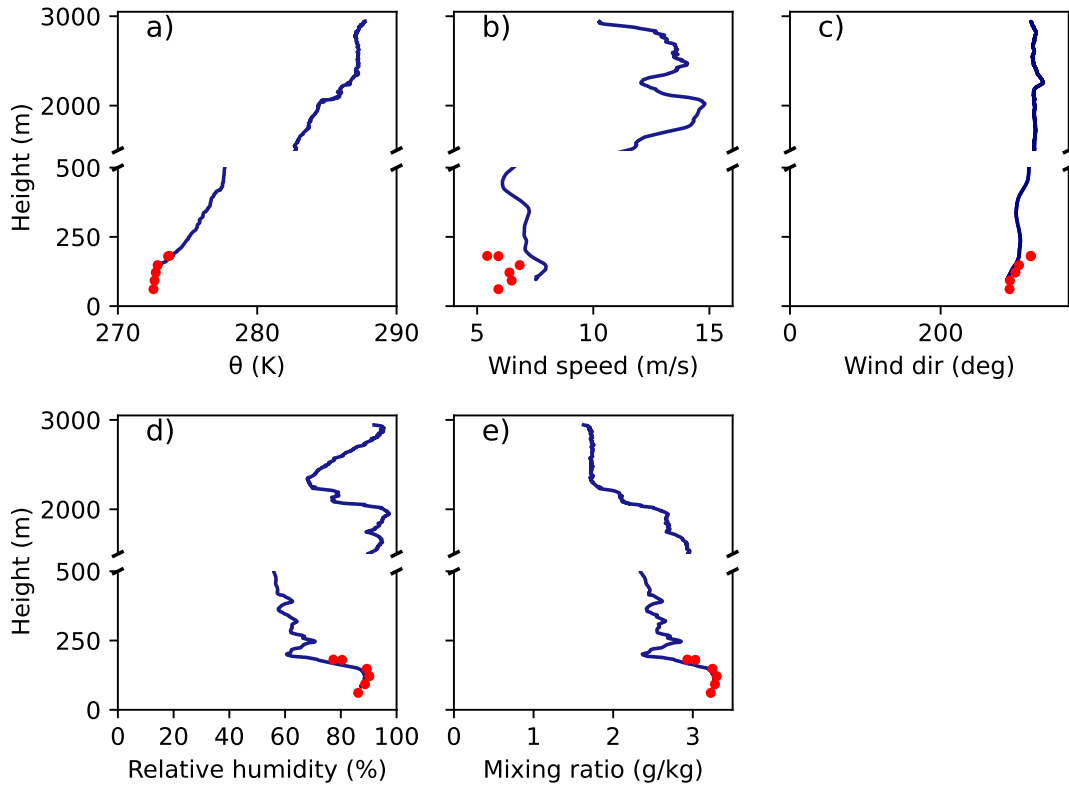 a) b) c)
3000
2000
500
250
0
Height (m)
270 280 290
θ (K)
5 10 15
Wind speed (m/s)
0 200
Wind dir (deg)
d) e)
3000
2000
500
250
0
Height (m)
0 20 40 60 80 100
Relative humidity (%)
0 1 2 3
Mixing ratio (g/kg)